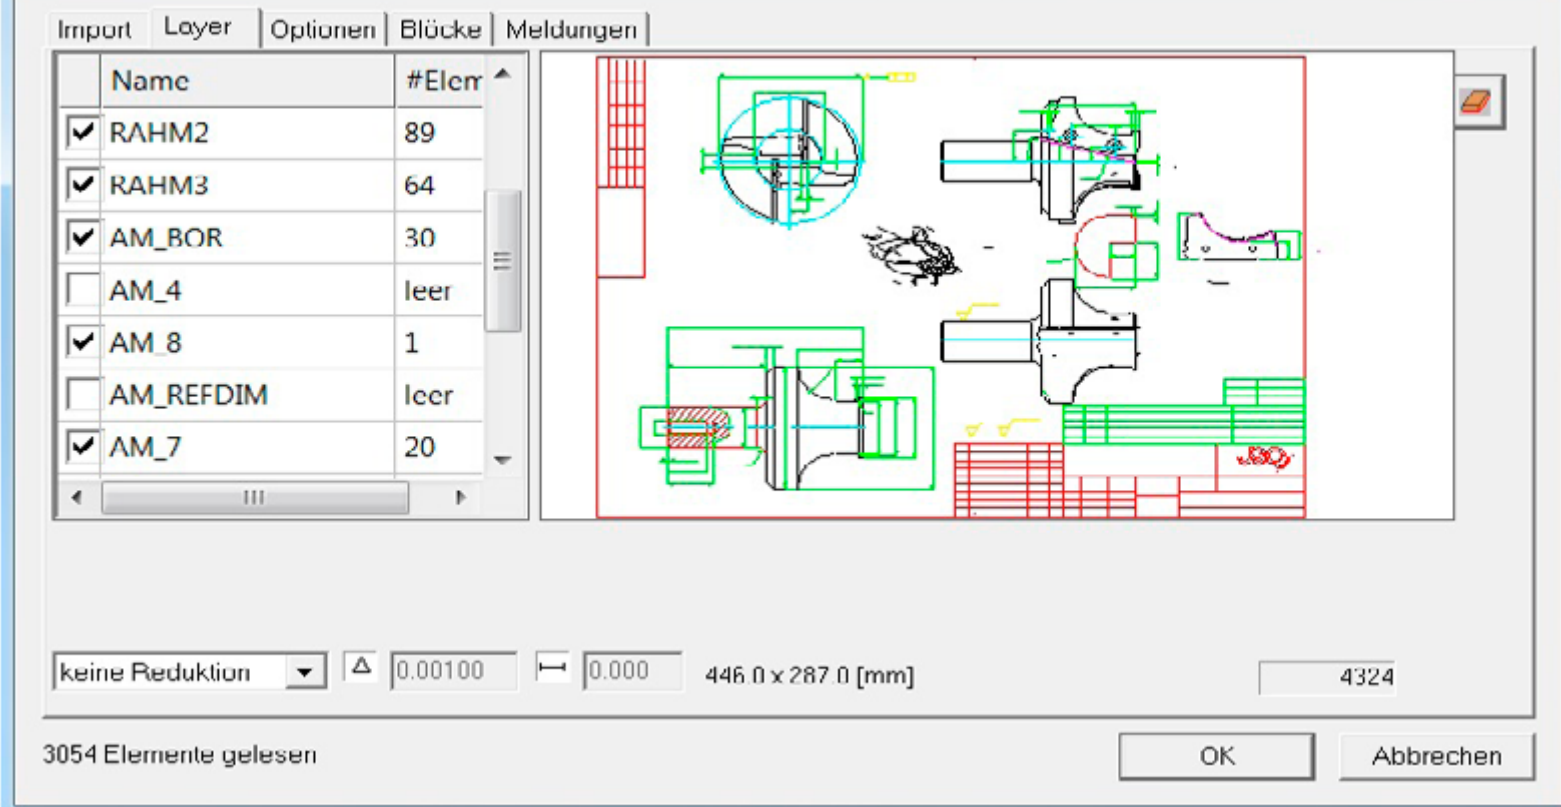 Import Layer Optionen Blöcke Meldungen
Name #Elem
RAHM2 89
RAHM3 64
AM_BOR 30
AM_4 leer
AM_8 1
AM_REFDIM leer
AM_7 20
keine Reduktion 0.00100 0.000 446.0 x 287.0 [mm] 4324
3054 Elemente gelesen OK Abbrechen